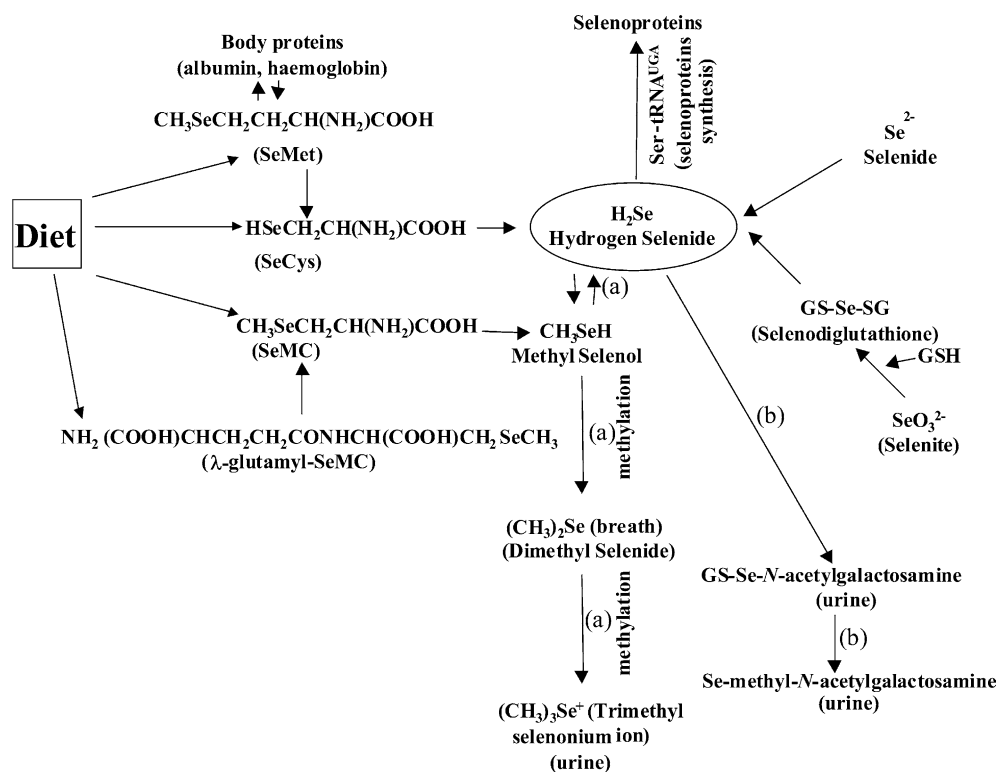 Selenoproteins
Body proteins
(albumin, haemoglobin)
Ser-tRNAᵁᴳᴬ
(selenoproteins
synthesis)
CH₃SeCH₂CH₂CH(NH₂)COOH
(SeMet)
Se²⁻
Selenide
Diet
HSeCH₂CH(NH₂)COOH
(SeCys)
H₂Se
Hydrogen Selenide
(a)
CH₃SeCH₂CH(NH₂)COOH
(SeMC)
CH₃SeH
Methyl Selenol
GS-Se-SG
(Selenodiglutathione)
GSH
SeO₃²⁻
(Selenite)
NH₂ (COOH)CHCH₂CH₂CONHCH(COOH)CH₂SeCH₃
(λ-glutamyl-SeMC)
(a)
methylation
(b)
(CH₃)₂Se (breath)
(Dimethyl Selenide)
(a)
methylation
GS-Se-N-acetylgalactosamine
(urine)
(b)
Se-methyl-N-acetylgalactosamine
(urine)
(CH₃)₃Se⁺ (Trimethyl
selenonium ion)
(urine)